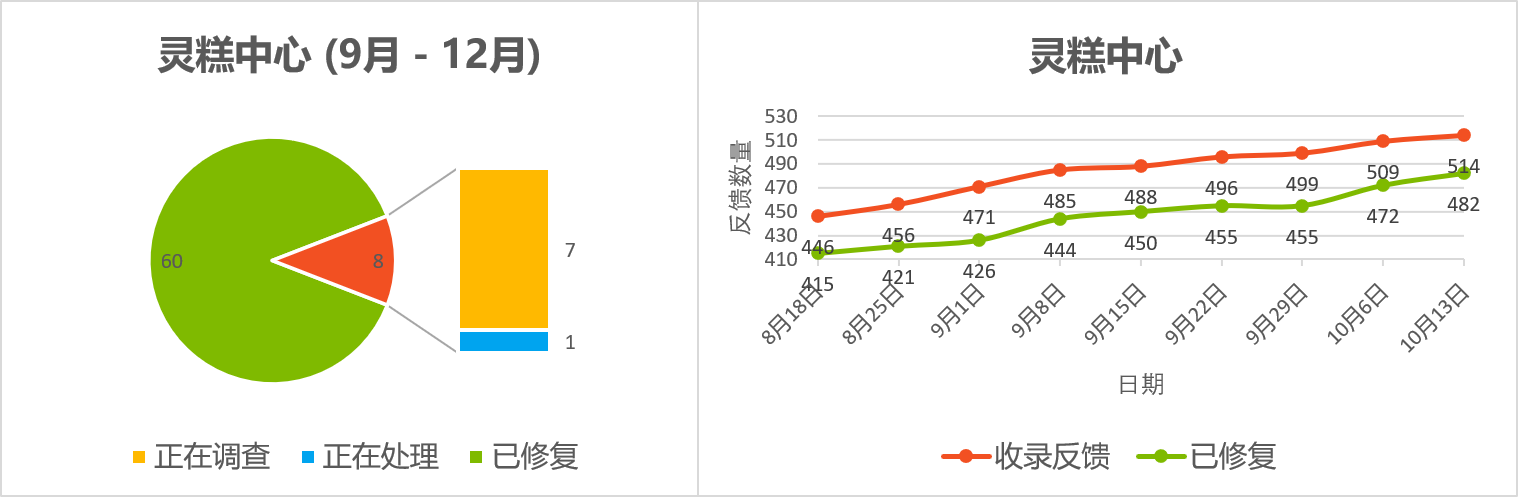 灵糕中心 (9月 - 12月)
60
8
7
1
正在调查
正在处理
已修复
灵糕中心
反馈数量
530
510
490
470
450
430
410
446
456
471
485
488
496
499
509
514
415
421
426
444
450
455
455
472
482
8月18日
8月25日
9月1日
9月8日
9月15日
9月22日
9月29日
10月6日
10月13日
日期
收录反馈
已修复